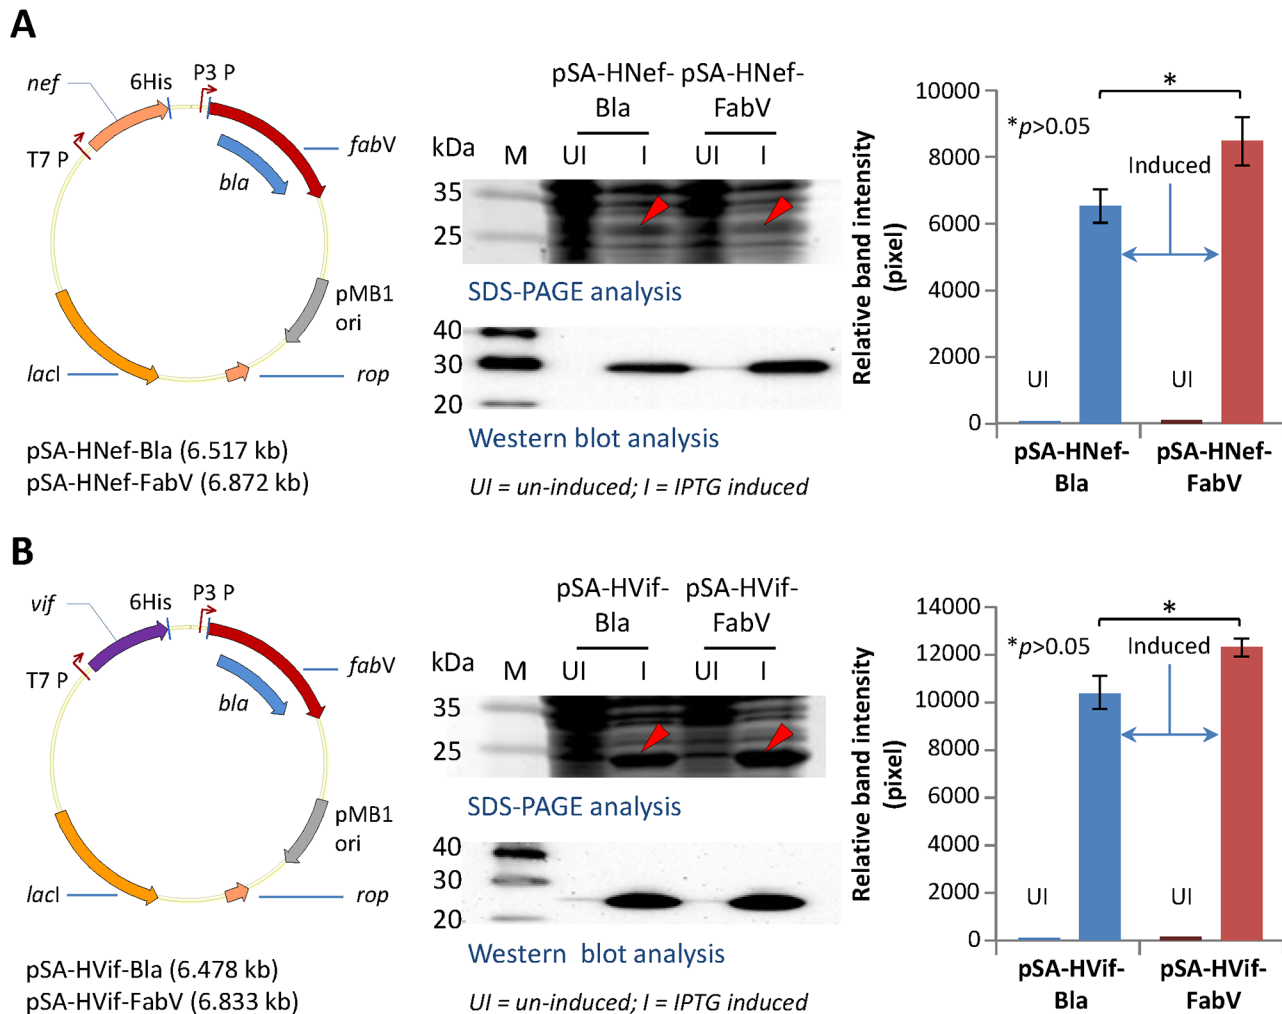 A
nef
6His
P3 P
T7 P
fabV
bla
pMB1
ori
lacI
rop
pSA-HNef-Bla (6.517 kb)
pSA-HNef-FabV (6.872 kb)
pSA-HNef-
Bla
pSA-HNef-
FabV
kDa
M
UI
I
UI
I
35
25
SDS-PAGE analysis
40
30
20
Western blot analysis
UI = un-induced; I = IPTG induced
Relative band intensity
(pixel)
10000
8000
6000
4000
2000
0
*p>0.05
*
Induced
UI
UI
pSA-HNef-
Bla
pSA-HNef-
FabV
B
vif
6His
P3 P
T7 P
fabV
bla
pMB1
ori
lacI
rop
pSA-HVif-Bla (6.478 kb)
pSA-HVif-FabV (6.833 kb)
pSA-HVif-
Bla
pSA-HVif-
FabV
kDa
M
UI
I
UI
I
35
25
SDS-PAGE analysis
40
30
20
Western  blot analysis
UI = un-induced; I = IPTG induced
Relative band intensity
(pixel)
14000
12000
10000
8000
6000
4000
2000
0
*p>0.05
*
Induced
UI
UI
pSA-HVif-
Bla
pSA-HVif-
FabV